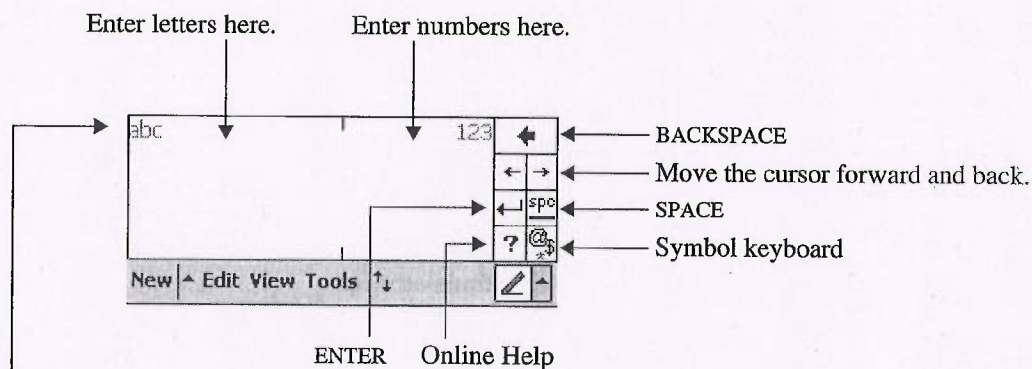 Enter letters here. Enter numbers here.
abc 123
BACKSPACE
Move the cursor forward and back.
spc
SPACE
? @$*
Symbol keyboard
New Edit View Tools
ENTER Online Help